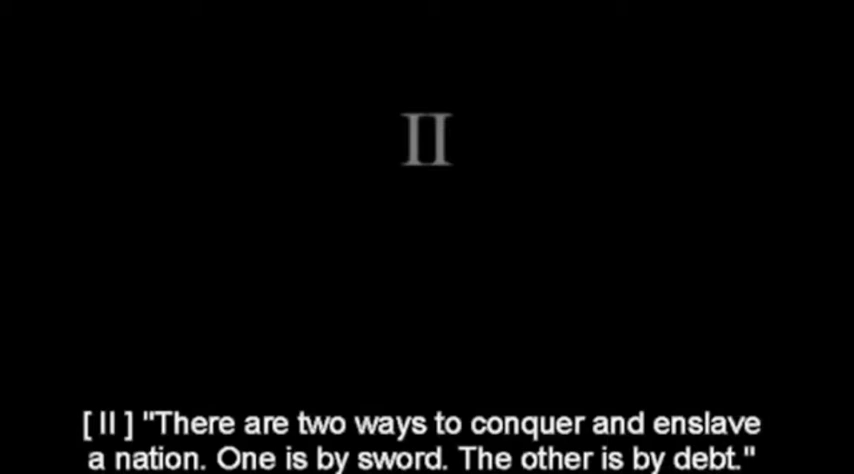 II
[ II ] "There are two ways to conquer and enslave
a nation. One is by sword. The other is by debt."